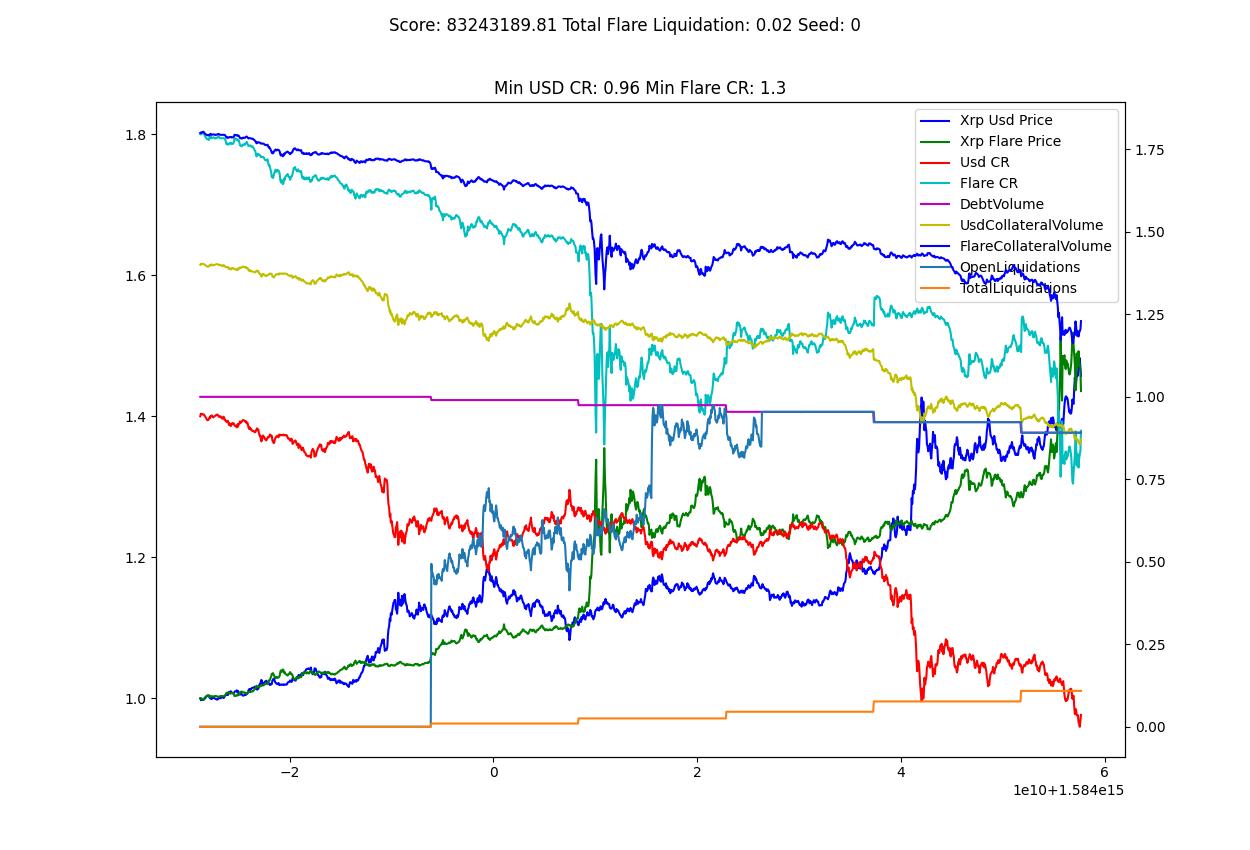 Score: 83243189.81 Total Flare Liquidation: 0.02 Seed: 0
Min USD CR: 0.96 Min Flare CR: 1.3
Xrp Usd Price
Xrp Flare Price
Usd CR
Flare CR
DebtVolume
UsdCollateralVolume
FlareCollateralVolume
OpenLiquidations
TotalLiquidations
1.8
1.6
1.4
1.2
1.0
1.75
1.50
1.25
1.00
0.75
0.50
0.25
0.00
−2
0
2
4
6
1e10+1.584e15